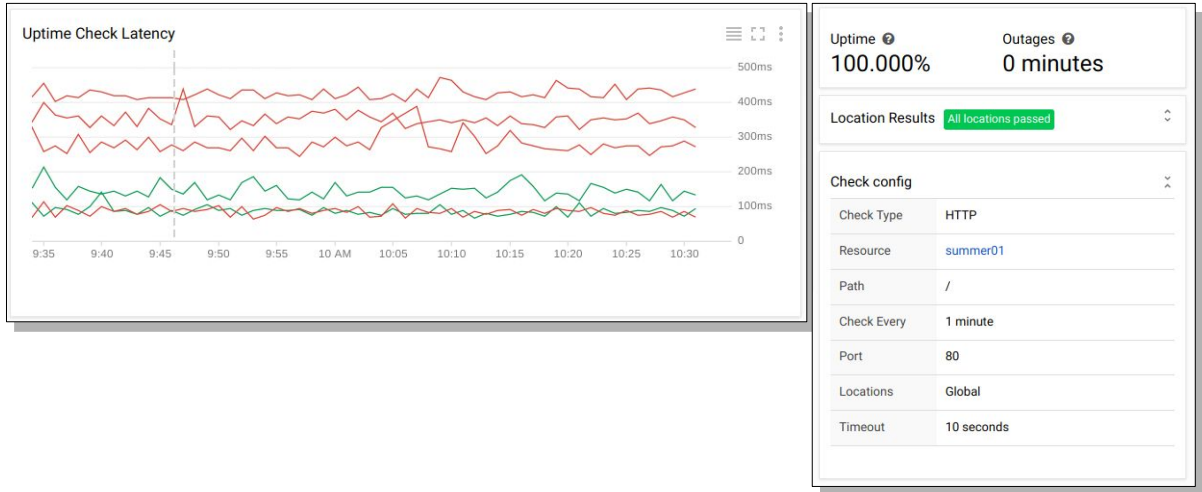 Uptime Check Latency
500ms
400ms
300ms
200ms
100ms
0
9:35 9:40 9:45 9:50 9:55 10 AM 10:05 10:10 10:15 10:20 10:25 10:30
Uptime ? Outages ?
100.000% 0 minutes
Location Results All locations passed
Check config
Check Type HTTP
Resource summer01
Path /
Check Every 1 minute
Port 80
Locations Global
Timeout 10 seconds